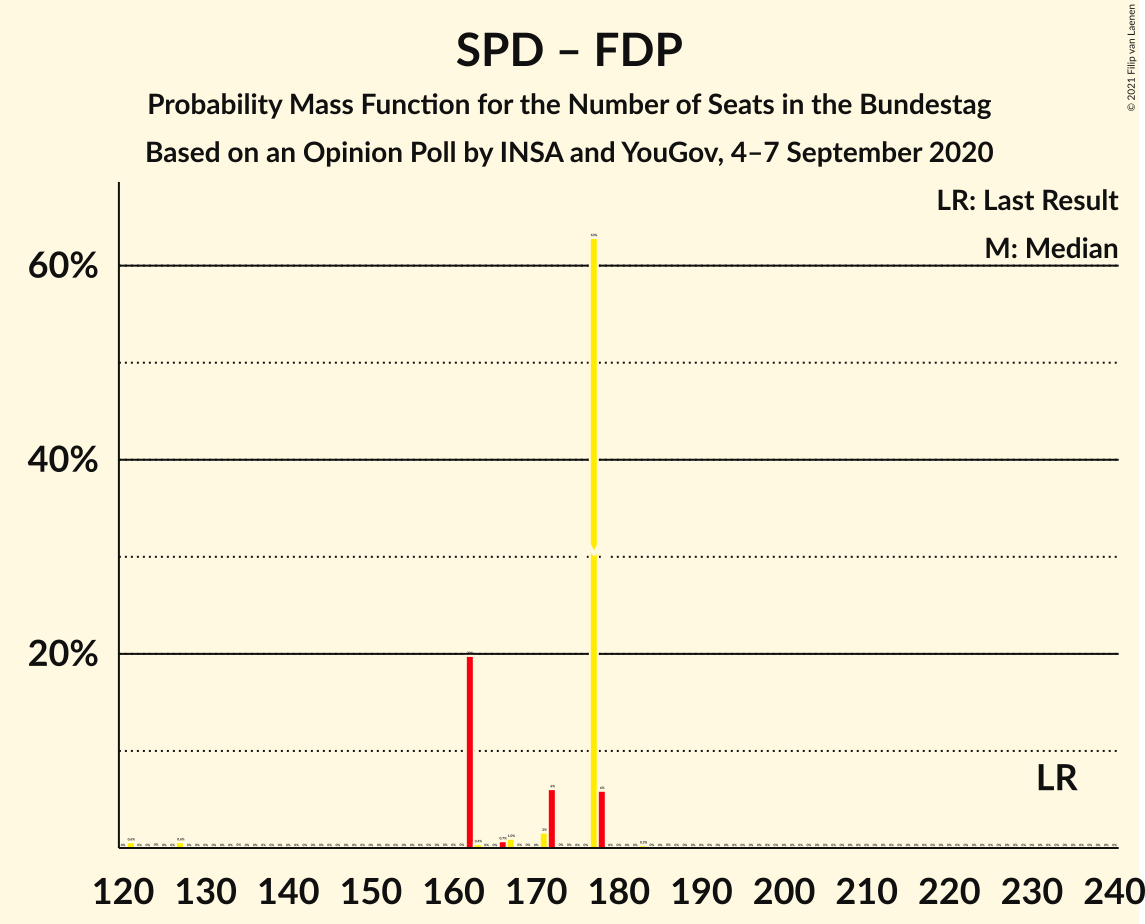 SPD – FDP
Probability Mass Function for the Number of Seats in the Bundestag
Based on an Opinion Poll by INSA and YouGov, 4–7 September 2020
© 2021 Filip van Laenen
LR: Last Result
M: Median
60%
40%
20%
LR
120 130 140 150 160 170 180 190 200 210 220 230 240